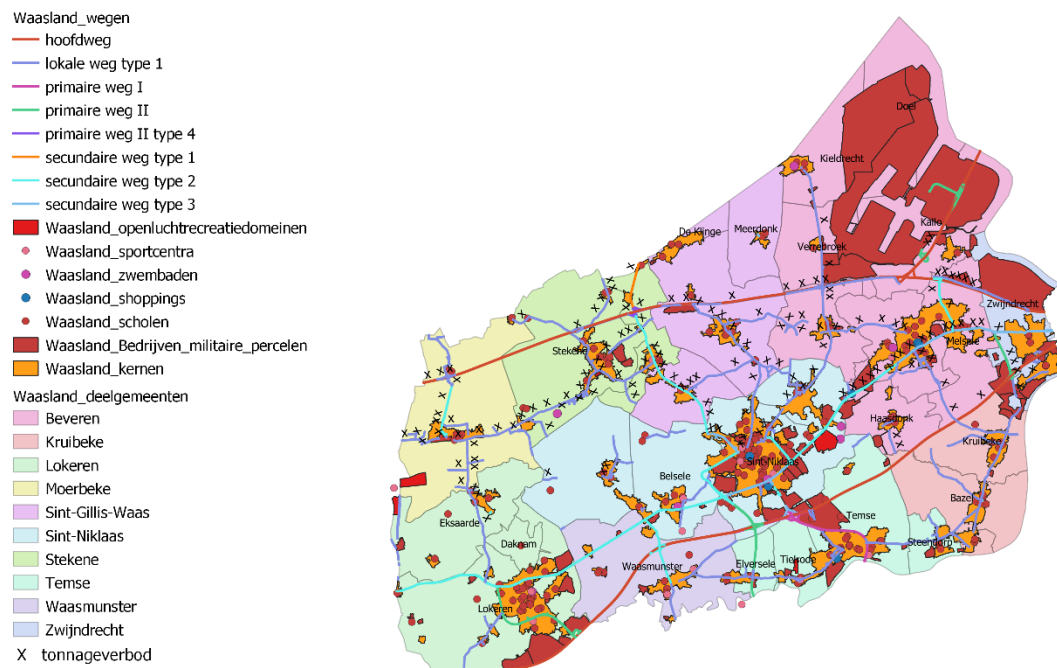 Waasland_wegen
hoofdweg
lokale weg type 1
primaire weg I
primaire weg II
primaire weg II type 4
secundaire weg type 1
secundaire weg type 2
secundaire weg type 3
Waasland_openluchtrecreatiedomeinen
Waasland_sportcentra
Waasland_zwembaden
Waasland_shoppings
Waasland_scholen
Waasland_Bedrijven_militaire_percelen
Waasland_kernen
Waasland_deelgemeenten
Beveren
Kruibeke
Lokeren
Moerbeke
Sint-Gillis-Waas
Sint-Niklaas
Stekene
Temse
Waasmunster
Zwijndrecht
X tonnageverbod
Doel
Kieldrecht
Kallo
De Klinge
Meerdonk
Verrebroek
Zwijndrecht
Melsele
Stekene
Haasdonk
Kruibeke
Sint-Niklaas
Belsele
Bazel
Eksaarde
Temse
Daknam
Steendorp
Tielrode
Elversele
Waasmunster
Lokeren